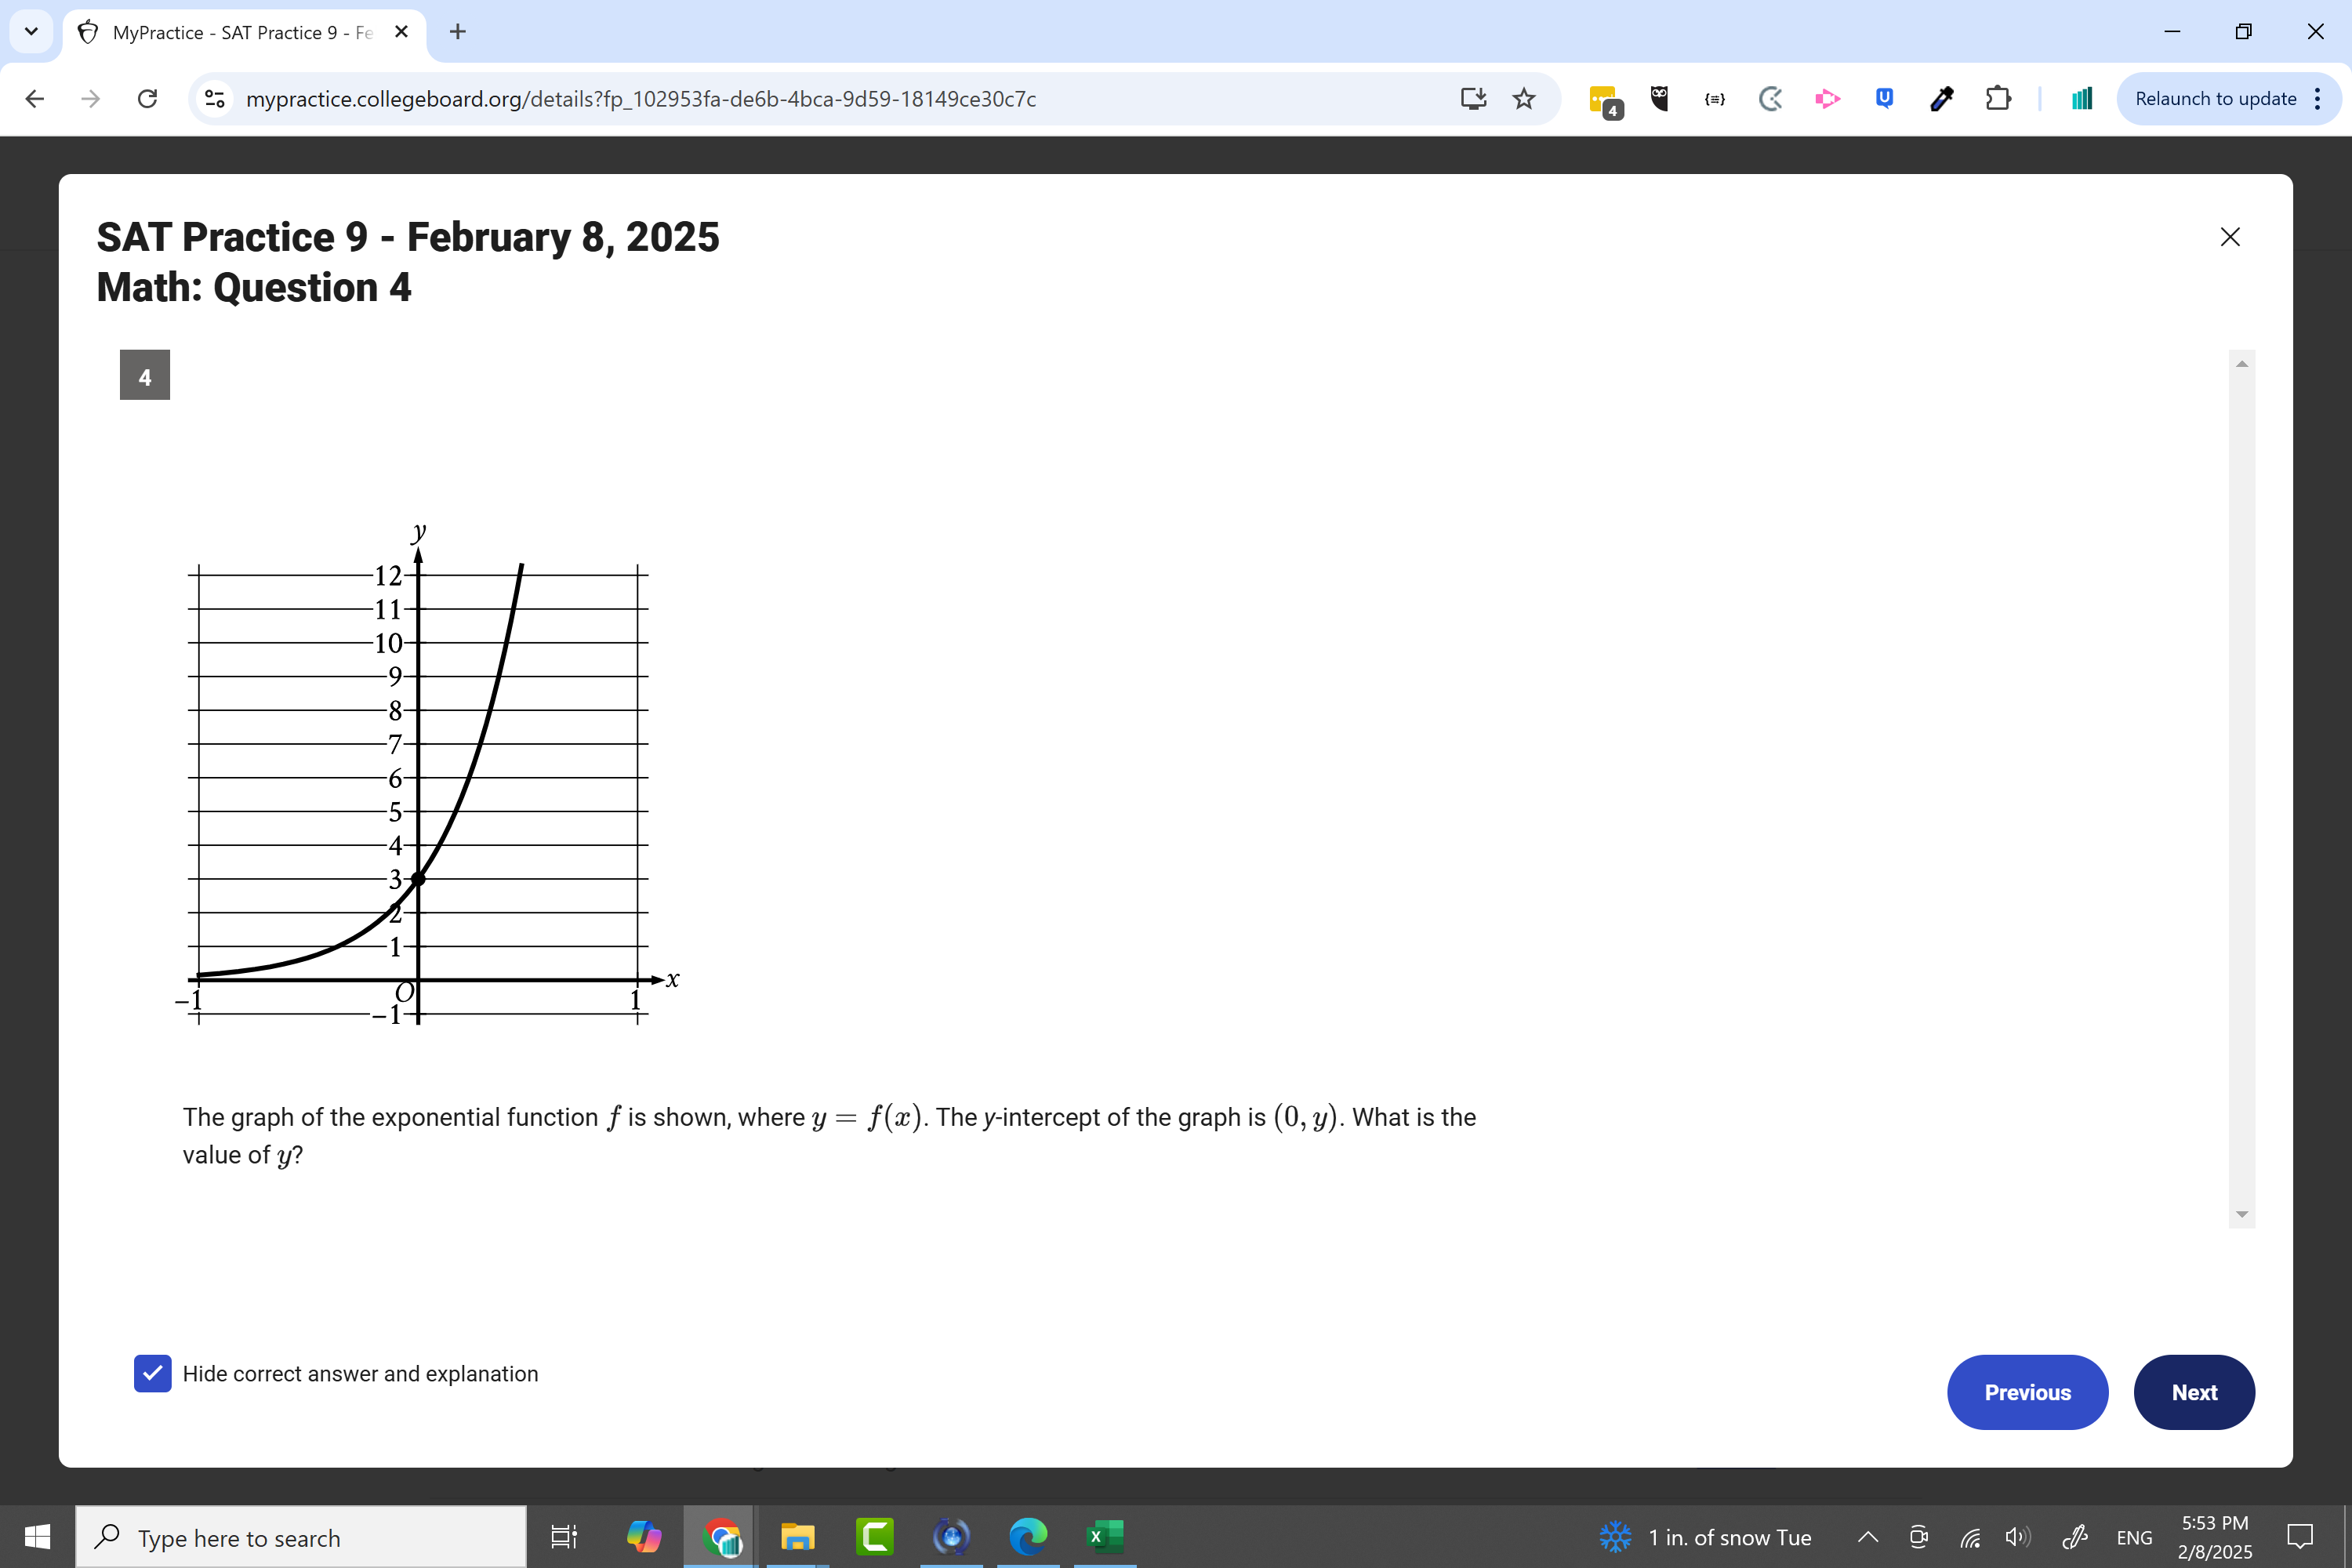 MyPractice - SAT Practice 9 - Fe
mypractice.collegeboard.org/details?fp_102953fa-de6b-4bca-9d59-18149ce30c7c
4
Relaunch to update
SAT Practice 9 - February 8, 2025
Math: Question 4
4
y
12
11
10
9
8
7
6
5
4
3
2
1
x
O
-1
1
-1
The graph of the exponential function f is shown, where y = f(x). The y-intercept of the graph is (0, y). What is the
value of y?
Hide correct answer and explanation
Previous
Next
Type here to search
1 in. of snow Tue
ENG
5:53 PM
2/8/2025